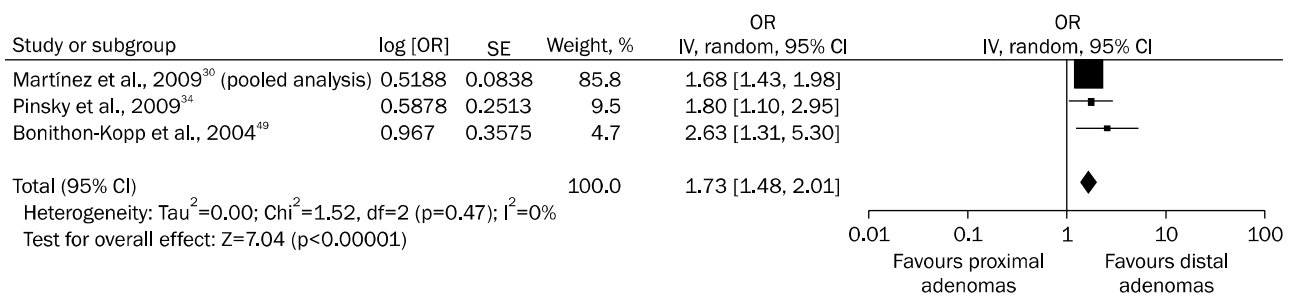 OR OR
Study or subgroup log [OR] SE Weight, % IV, random, 95% CI IV, random, 95% CI
Martínez et al., 2009³⁰ (pooled analysis) 0.5188 0.0838 85.8 1.68 [1.43, 1.98]
Pinsky et al., 2009³⁴ 0.5878 0.2513 9.5 1.80 [1.10, 2.95]
Bonithon-Kopp et al., 2004⁴⁹ 0.967 0.3575 4.7 2.63 [1.31, 5.30]
Total (95% CI) 100.0 1.73 [1.48, 2.01]
Heterogeneity: Tau²=0.00; Chi²=1.52, df=2 (p=0.47); I²=0%
Test for overall effect: Z=7.04 (p<0.00001)
0.01 0.1 1 10 100
Favours proximal Favours distal
adenomas adenomas